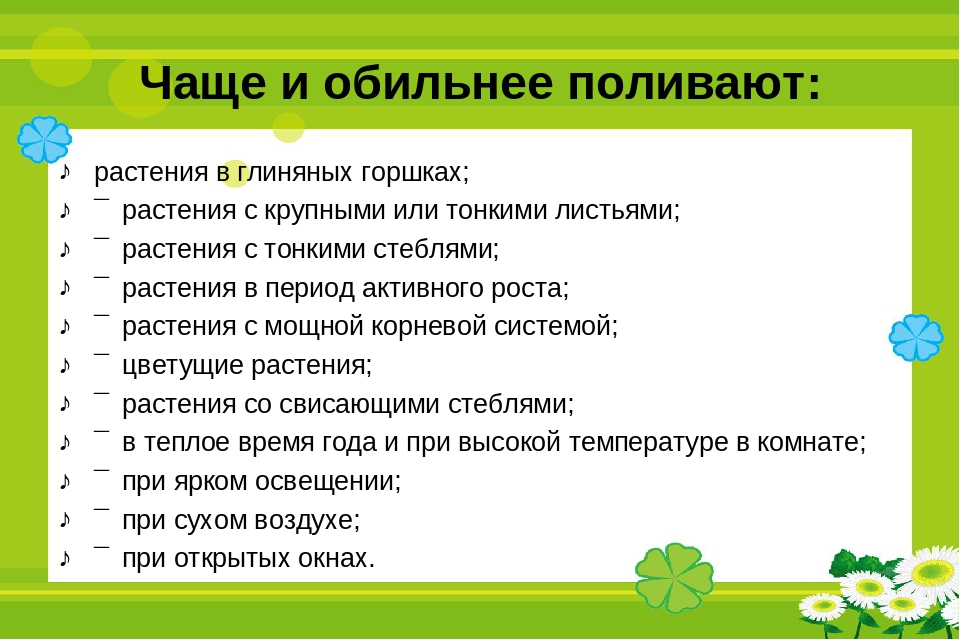 Чаще и обильнее поливают:
♪ растения в глиняных горшках;
♪ ¯ растения с крупными или тонкими листьями;
♪ ¯ растения с тонкими стеблями;
♪ ¯ растения в период активного роста;
♪ ¯ растения с мощной корневой системой;
♪ ¯ цветущие растения;
♪ ¯ растения со свисающими стеблями;
♪ ¯ в теплое время года и при высокой температуре в комнате;
♪ ¯ при ярком освещении;
♪ ¯ при сухом воздухе;
♪ ¯ при открытых окнах.